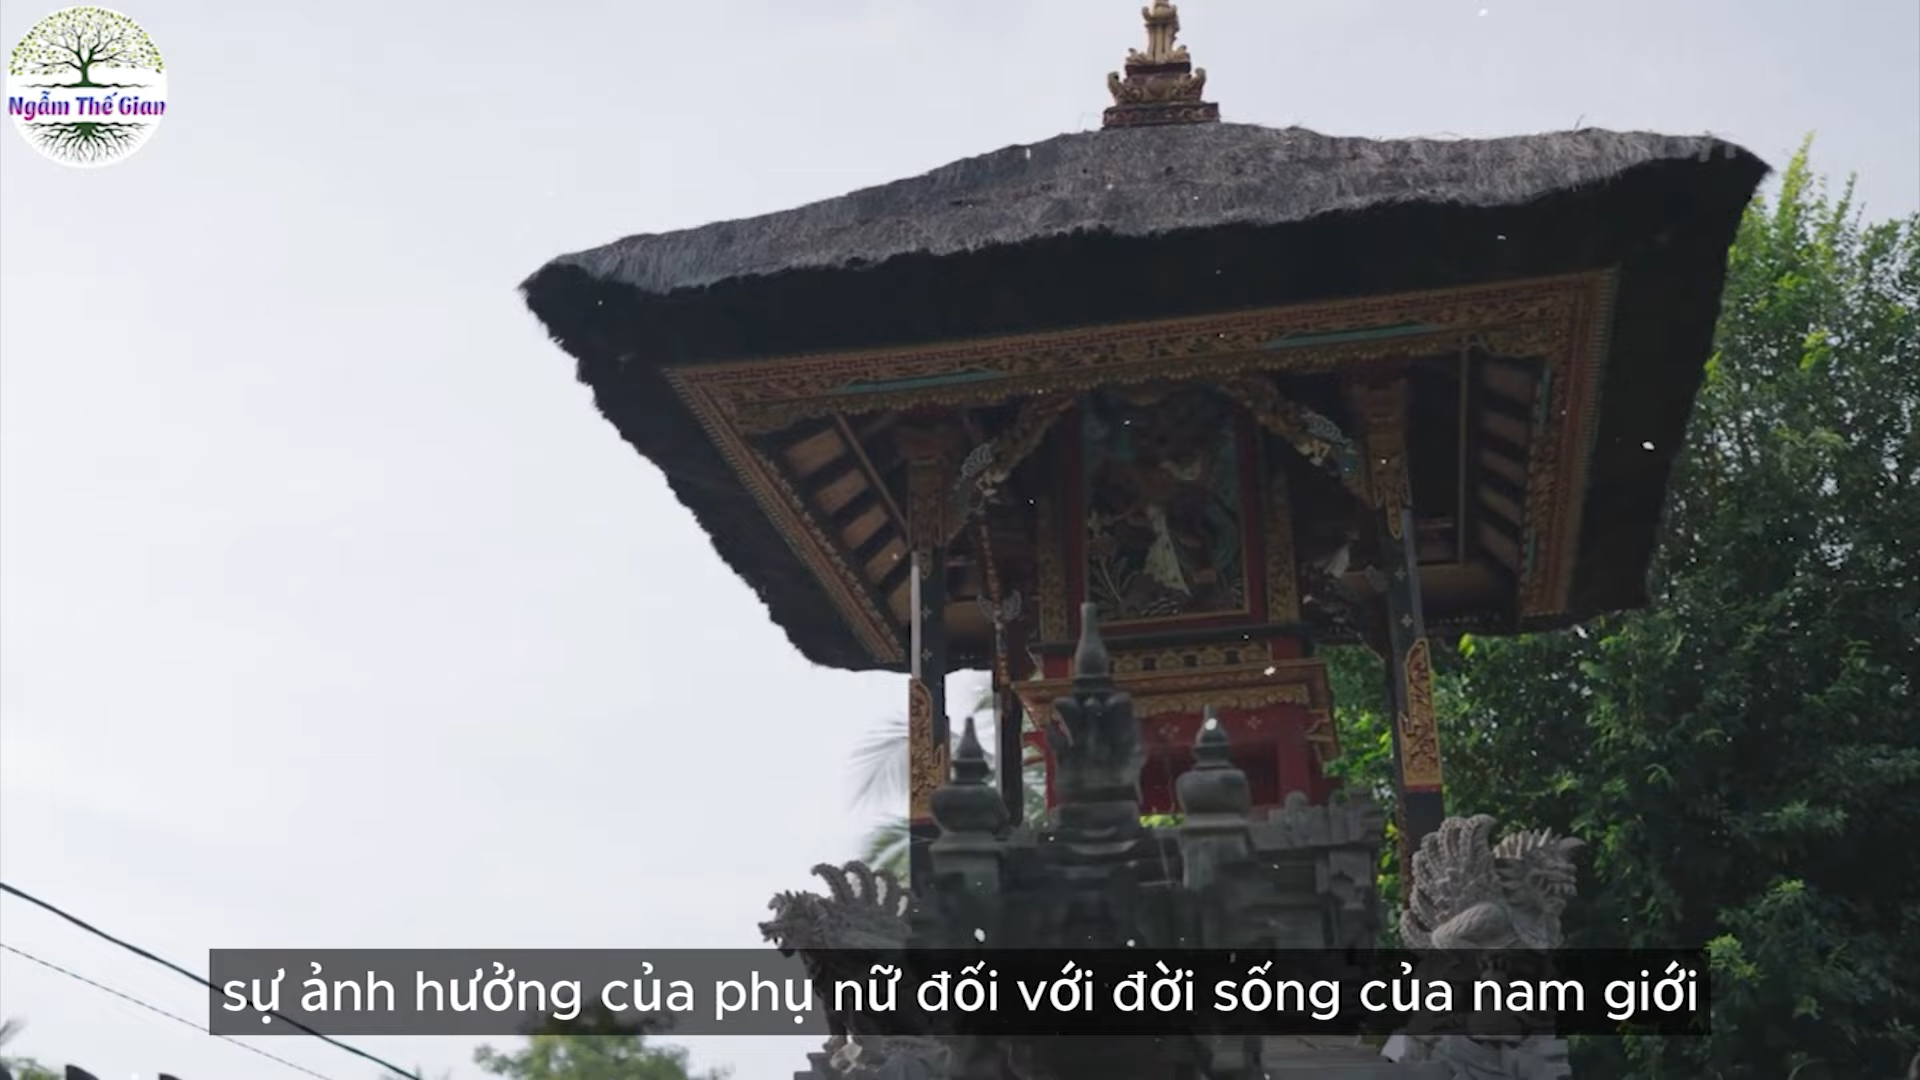 Ngẫm Thế Gian
sự ảnh hưởng của phụ nữ đối với đời sống của nam giới